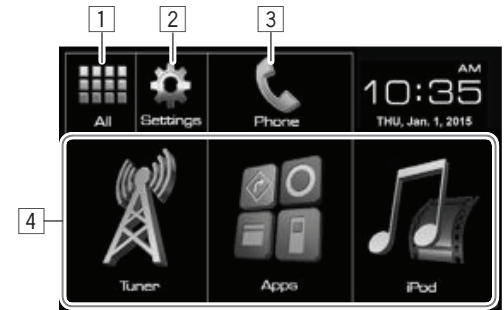 1 2 3
AM
10:35
All Settings Phone THU, Jan. 1, 2015
4
Tuner Apps iPod